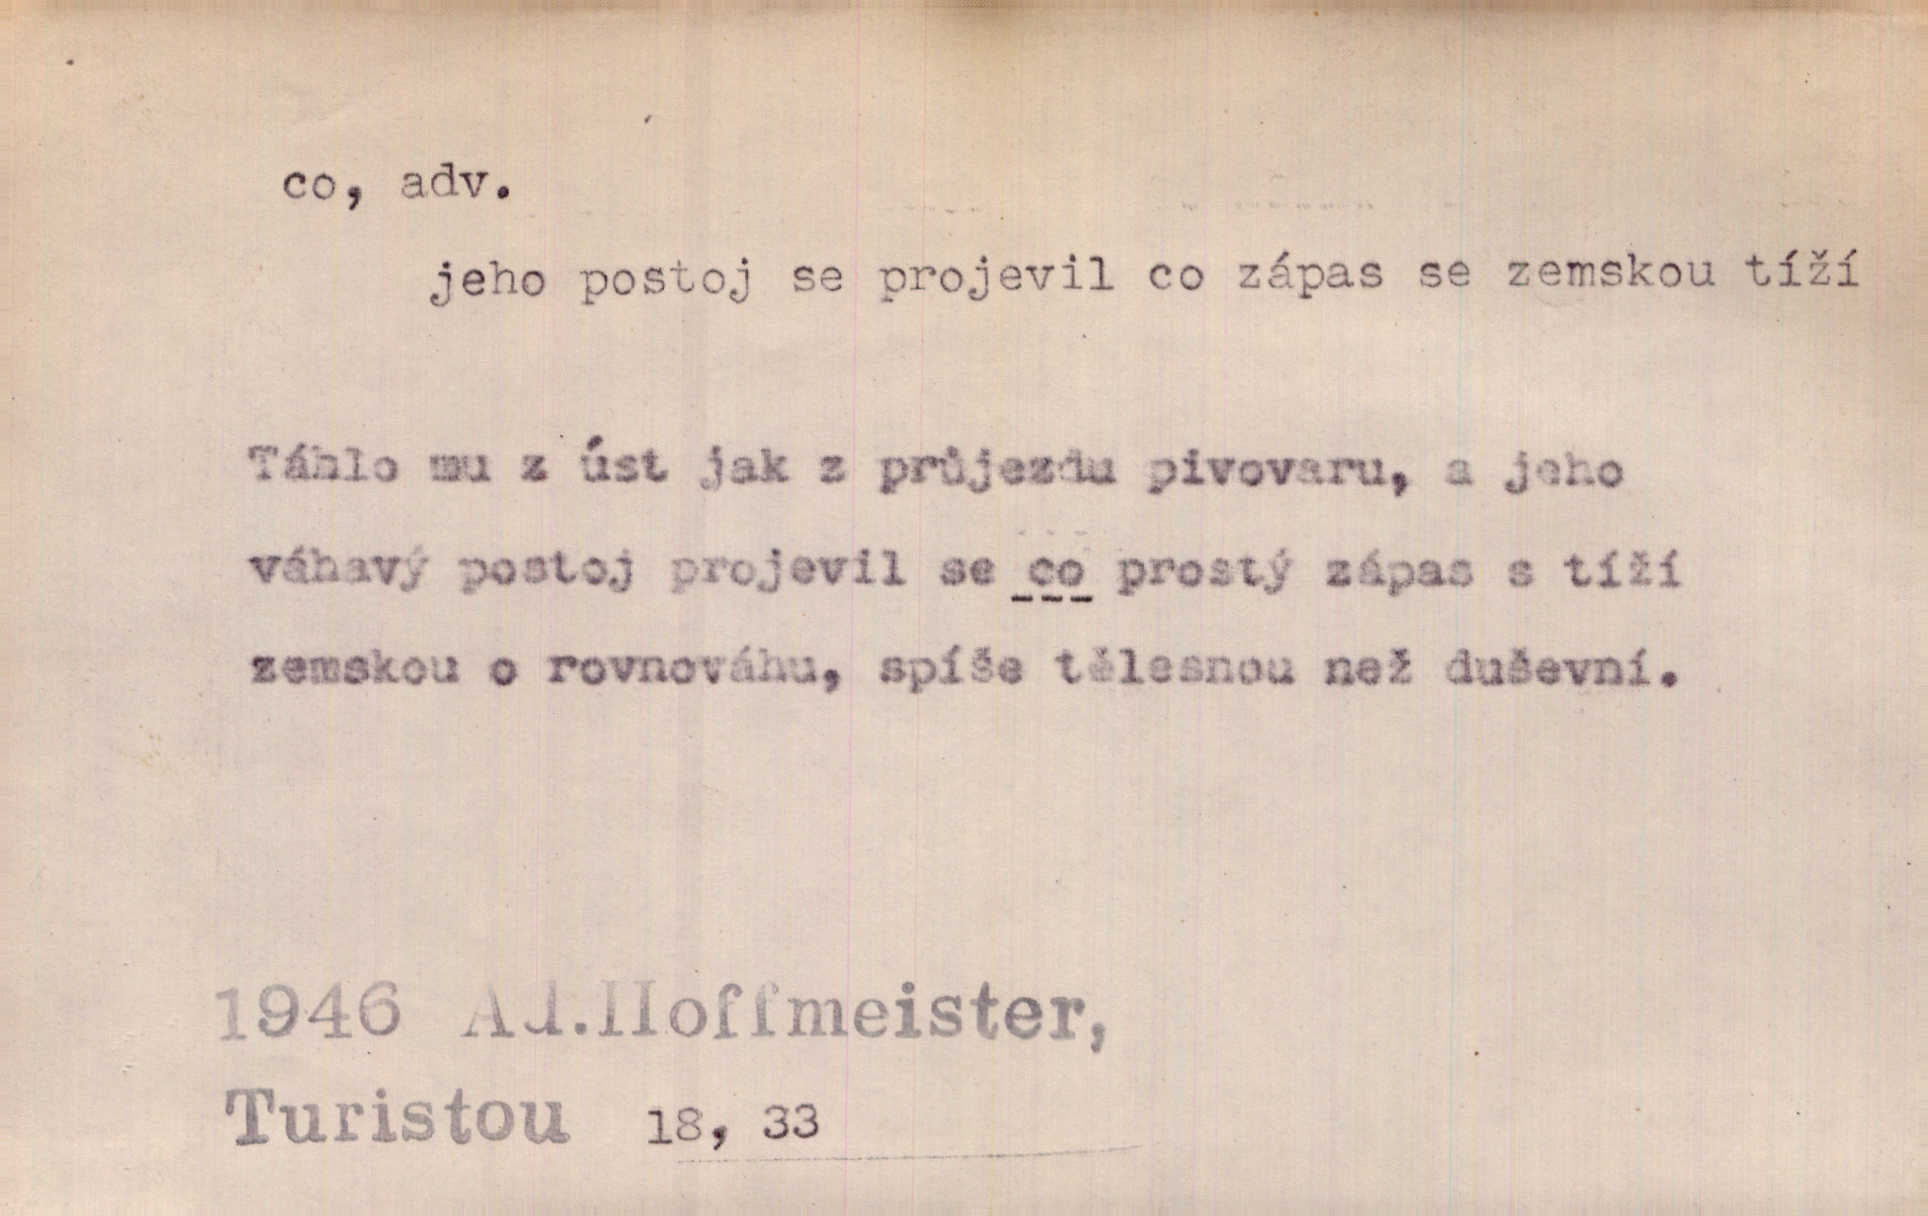 co, adv.
jeho postoj se projevil co zápas se zemskou tíží
Táhlo mu z úst jak z průjezdu pivovaru, a jeho
váhavý postoj projevil se co prostý zápas s tíží
zemskou o rovnováhu, spíše tělesnou než duševní.
1946 Ad.Hoffmeister,
Turistou 18, 33